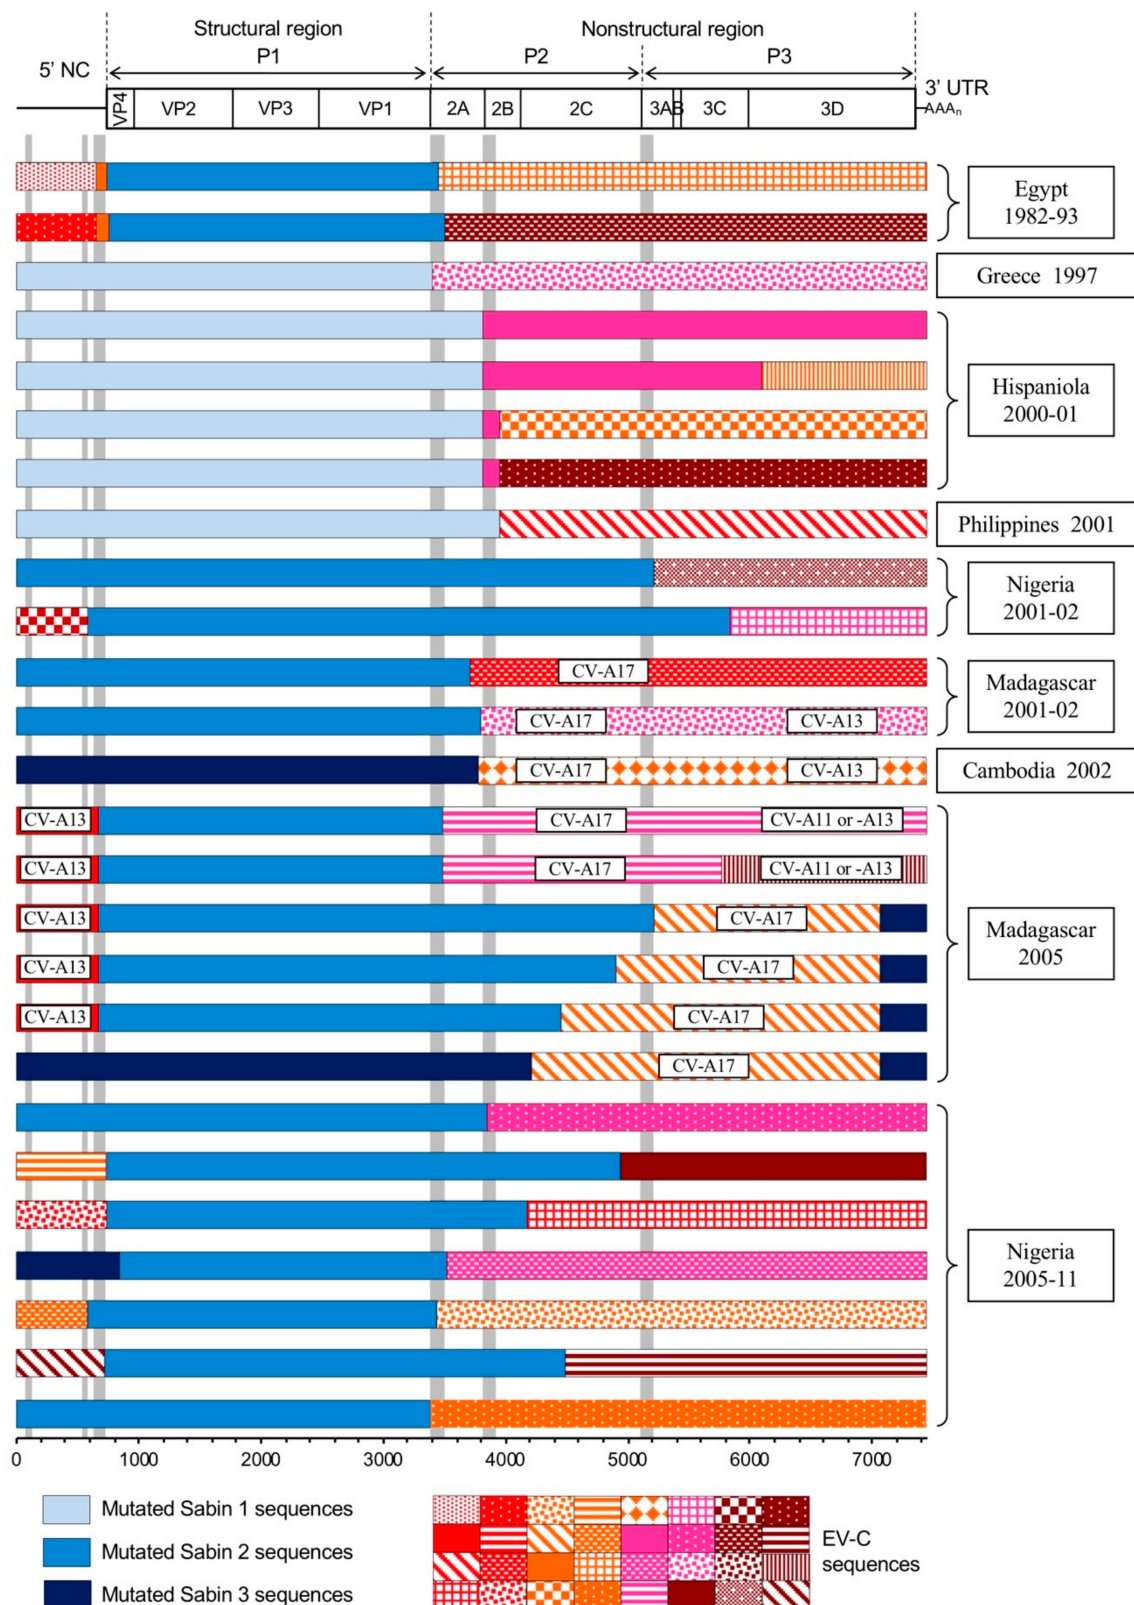 Structural region
Nonstructural region
5’ NC
P1
P2
P3
3’ UTR
VP4
VP2
VP3
VP1
2A
2B
2C
3AB
3C
3D
AAAn
Egypt
1982-93
Greece 1997
Hispaniola
2000-01
Philippines 2001
Nigeria
2001-02
CV-A17
Madagascar
2001-02
CV-A17
CV-A13
CV-A17
CV-A13
Cambodia 2002
CV-A13
CV-A17
CV-A11 or -A13
CV-A13
CV-A17
CV-A11 or -A13
CV-A13
CV-A17
Madagascar
2005
CV-A13
CV-A17
CV-A13
CV-A17
CV-A17
Nigeria
2005-11
0 1000 2000 3000 4000 5000 6000 7000
Mutated Sabin 1 sequences
Mutated Sabin 2 sequences
Mutated Sabin 3 sequences
EV-C
sequences